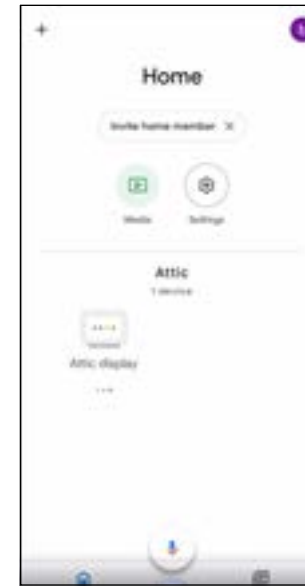 +
Home
Invite home member X
Media Settings
Attic
1 device
Attic display
...